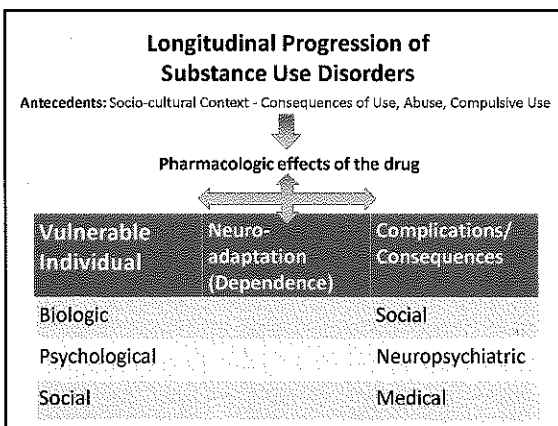 Longitudinal Progression of
Substance Use Disorders
Antecedents: Socio-cultural Context - Consequences of Use, Abuse, Compulsive Use
Pharmacologic effects of the drug
Vulnerable
Individual
Neuro-
adaptation
(Dependence)
Complications/
Consequences
Biologic
Social
Psychological
Neuropsychiatric
Social
Medical